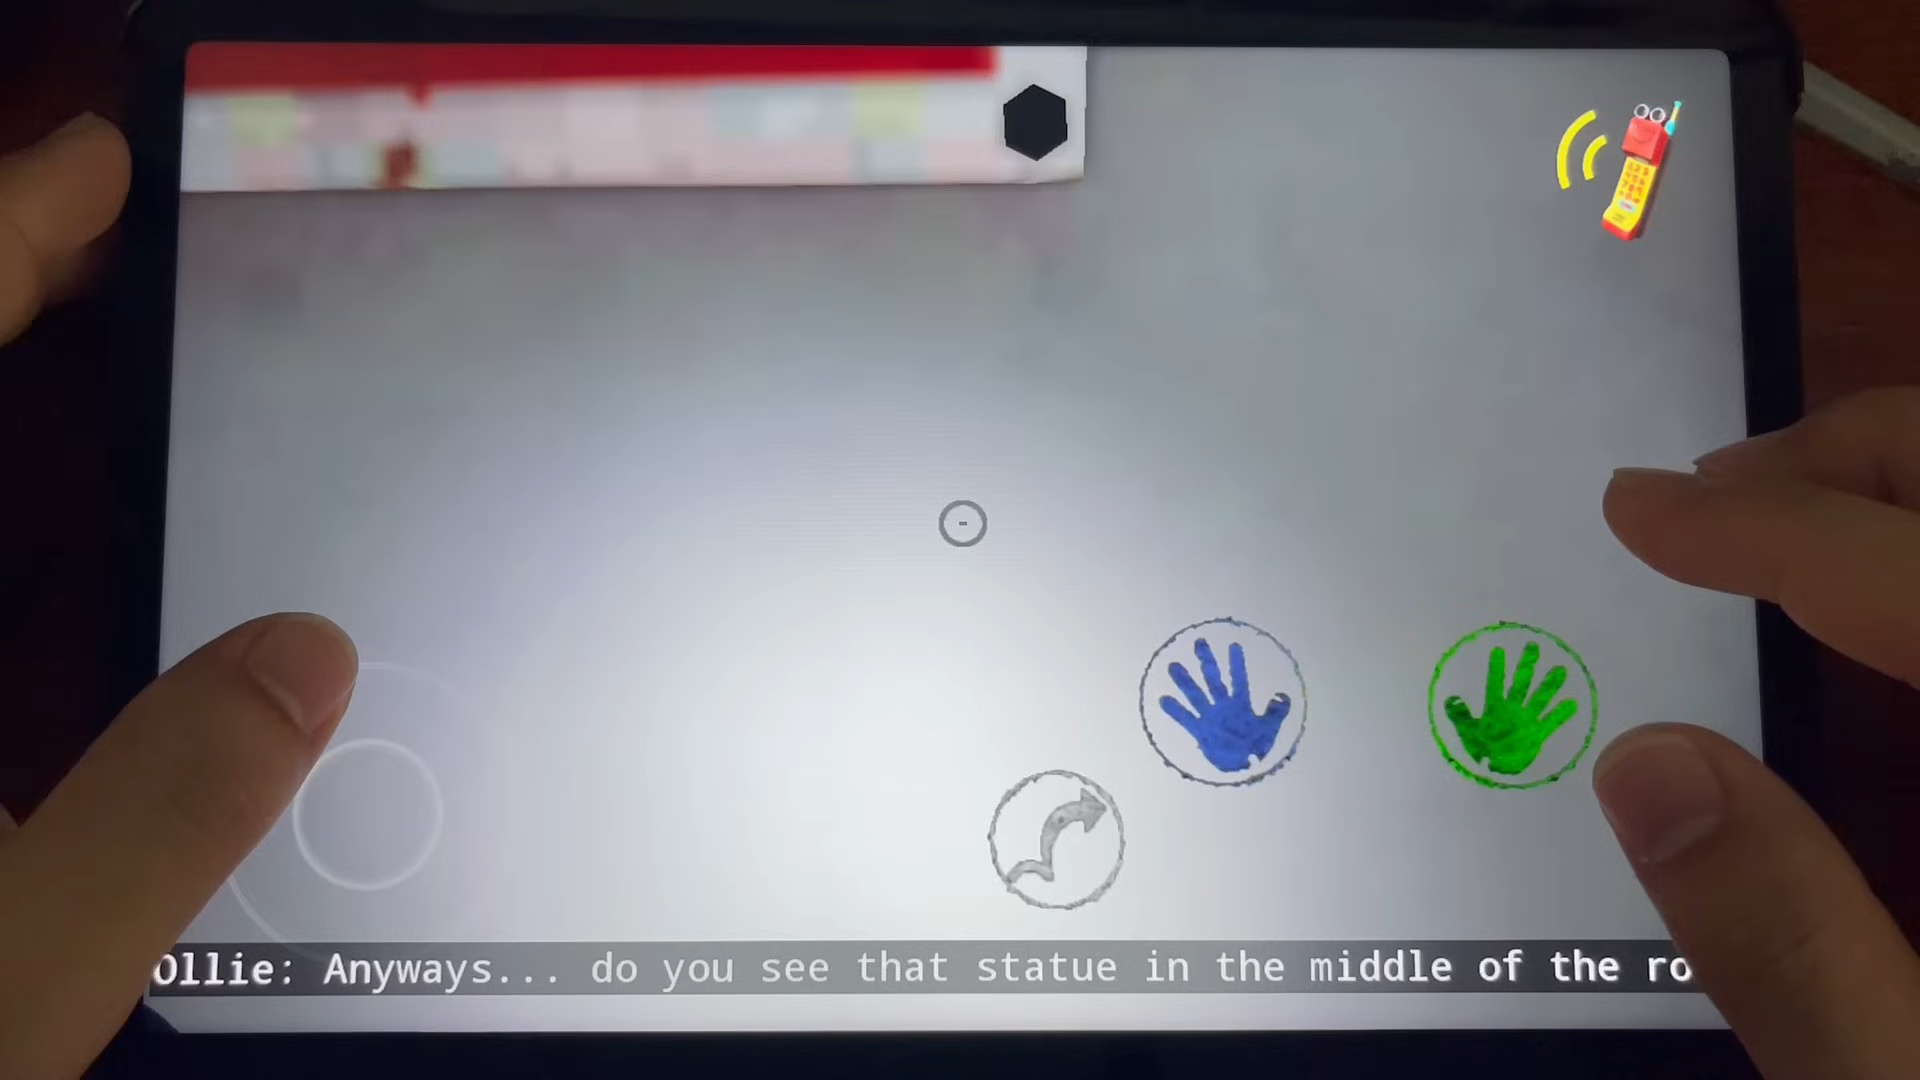 Ollie: Anyways... do you see that statue in the middle of the ro